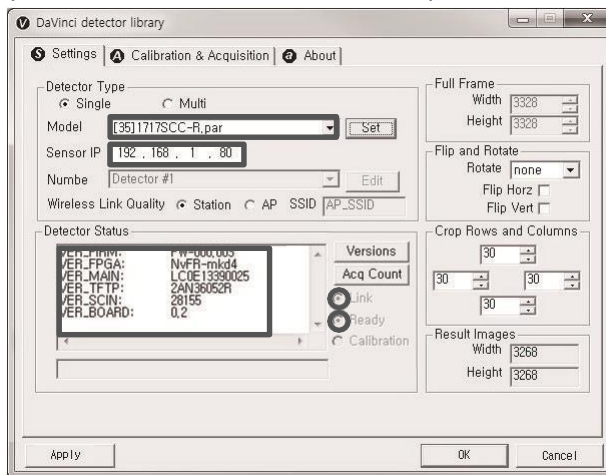 DaVinci detector library
Settings
Calibration & Acquisition
About
Detector Type
Single
Multi
Model
[35]1717SCC-R.par
Set
Sensor IP
192 . 168 . 1 . 80
Numbe
Detector #1
Edit
Wireless Link Quality
Station
AP
SSID
AP_SSID
Detector Status
VER_FIRM: FW-000.003
VER_FPGA: NvFR-mkd4
VER_MAIN: LC0E13390025
VER_TFTP: 2AN36052R
VER_SCIN: 28155
VER_BOARD: 0.2
Versions
Acq Count
Link
Ready
Calibration
Full Frame
Width 3328
Height 3328
Flip and Rotate
Rotate none
Flip Horz
Flip Vert
Crop Rows and Columns
30
30 30
30
Result Images
Width 3268
Height 3268
Apply
OK
Cancel